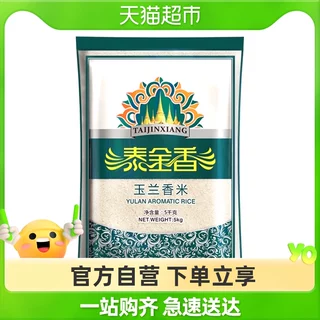 天猫超市
TAIJINXIANG
泰金香
玉兰香米
YULAN AROMATIC RICE
净含量:5千克
NET WEIGHT:5kg
YO
官方自营 下单立享
一站购齐 急速送达